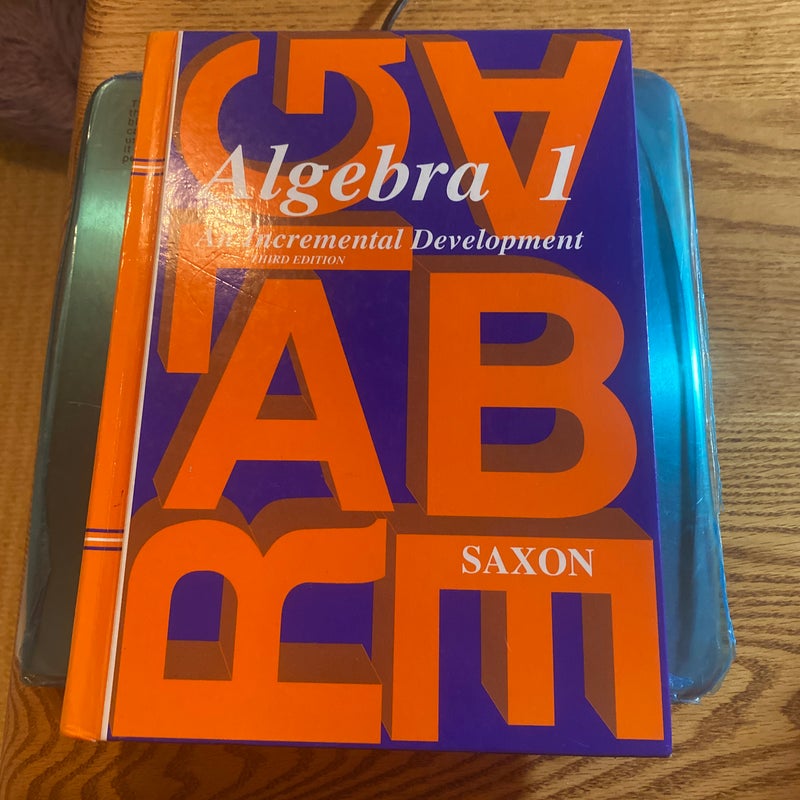 Algebra 1
An Incremental Development
THIRD EDITION
G A
L
A B
R E
SAXON